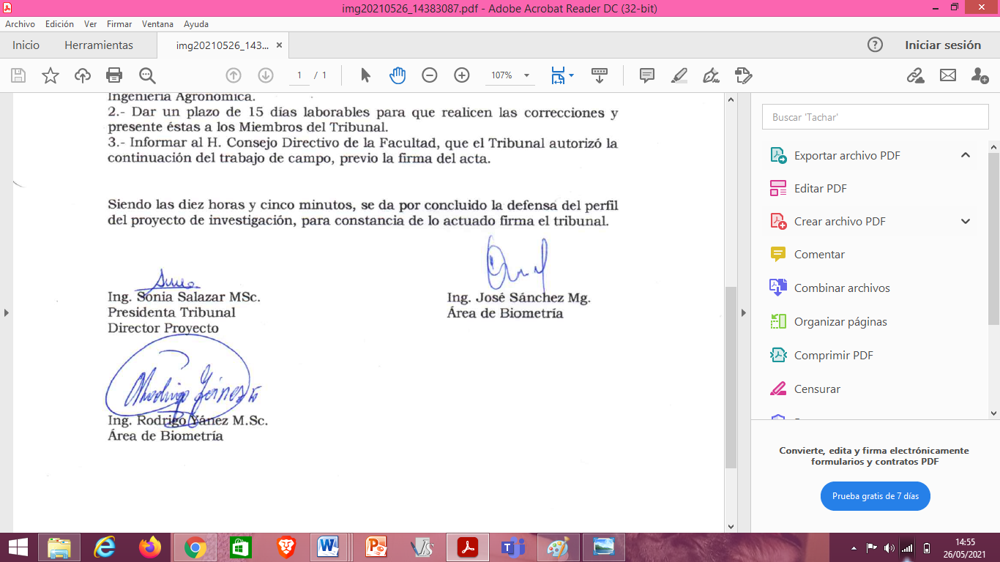 img20210526_14383087.pdf - Adobe Acrobat Reader DC (32-bit)
Archivo Edición Ver Firmar Ventana Ayuda
Inicio Herramientas img20210526_143... × Iniciar sesión
1 / 1 107%
Ingeniería Agronómica.
2.- Dar un plazo de 15 días laborables para que realicen las correcciones y
presente éstas a los Miembros del Tribunal.
3.- Informar al H. Consejo Directivo de la Facultad, que el Tribunal autorizó la
continuación del trabajo de campo, previo la firma del acta.
Siendo las diez horas y cinco minutos, se da por concluido la defensa del perfil
del proyecto de investigación, para constancia de lo actuado firma el tribunal.
Ing. Sonia Salazar MSc.
Presidenta Tribunal
Director Proyecto
Ing. José Sánchez Mg.
Área de Biometría
Ing. Rodrigo Yánez M.Sc.
Área de Biometría
Buscar 'Tachar'
Exportar archivo PDF
Editar PDF
Crear archivo PDF
Comentar
Combinar archivos
Organizar páginas
Comprimir PDF
Censurar
Convierte, edita y firma electrónicamente
formularios y contratos PDF
Prueba gratis de 7 días
14:55
26/05/2021